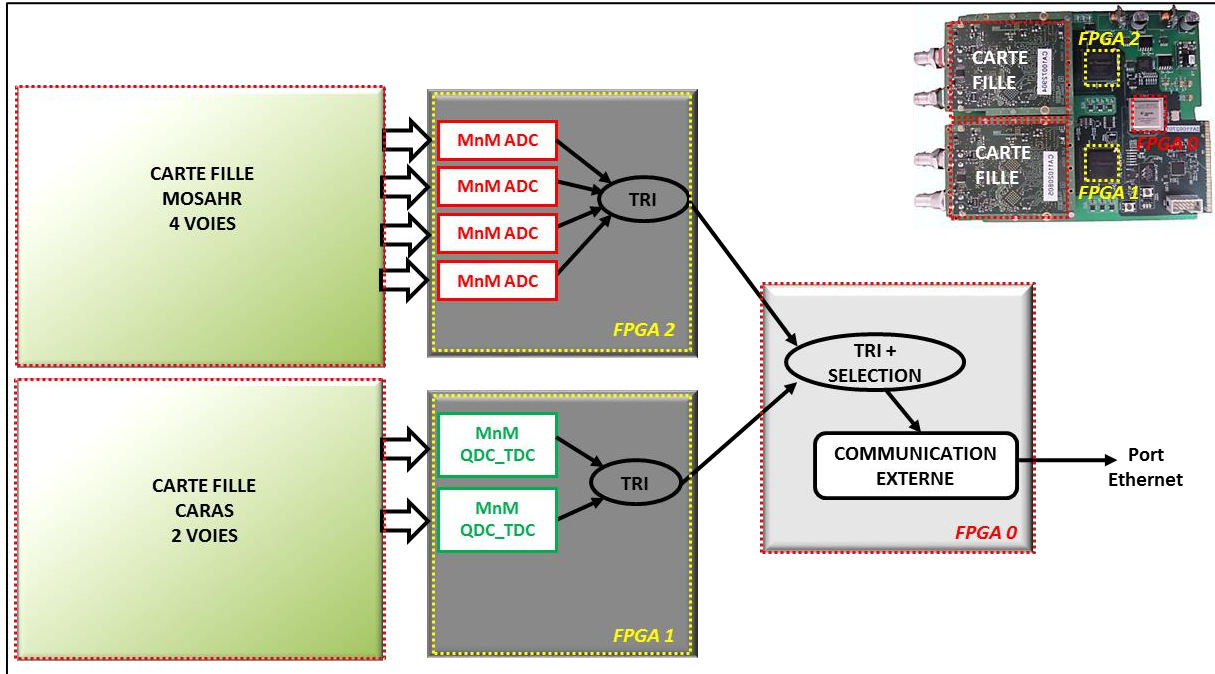 CARTE FILLE
MOSAHR
4 VOIES
MnM ADC
MnM ADC
MnM ADC
MnM ADC
TRI
FPGA 2
CARTE FILLE
CARAS
2 VOIES
MnM
QDC_TDC
MnM
QDC_TDC
TRI
FPGA 1
TRI +
SELECTION
COMMUNICATION
EXTERNE
FPGA 0
Port
Ethernet
FPGA 2
CARTE
FILLE
FPGA 0
CARTE
FILLE
FPGA 1